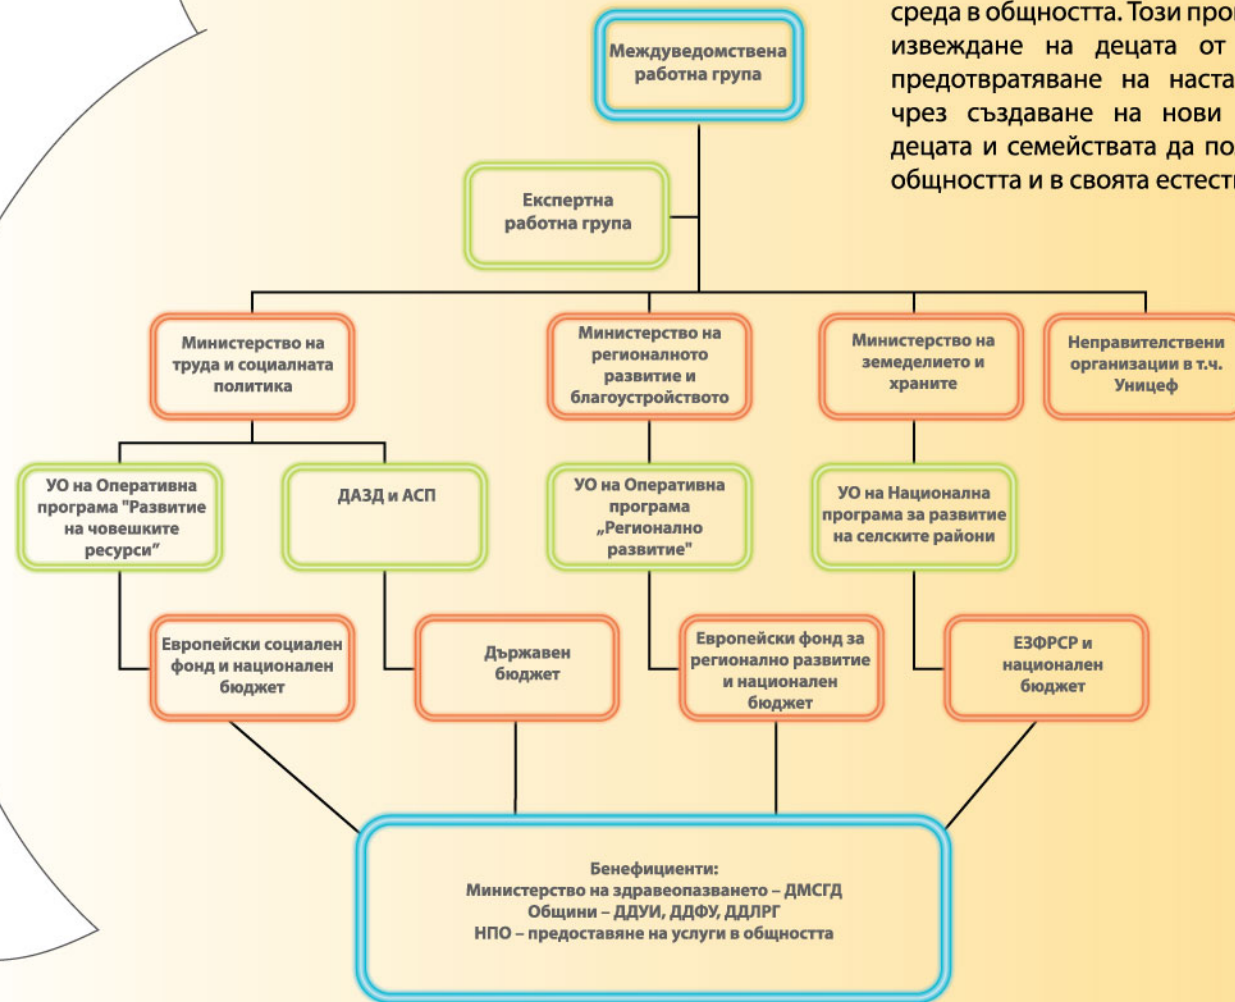 среда в общността. Този
извеждане на децата от
предотвратяване на
чрез създаване на нови
децата и семействата да
общността и в своята
Междуведомствена
работна група
Експертна
работна група
Министерство на
труда и социалната
политика
Министерство на
регионалното
развитие и
благоустройството
Министерство на
земеделието и
храните
Неправителствени
организации в т.ч.
Уницеф
УО на Оперативна
програма "Развитие
на човешките
ресурси”
ДАЗД и АСП
УО на Оперативна
програма
„Регионално
развитие"
УО на Национална
програма за развитие
на селските райони
Европейски социален
фонд и национален
бюджет
Държавен
бюджет
Европейски фонд за
регионално развитие
и национален
бюджет
ЕЗФРСР и
национален
бюджет
Бенефициенти:
Министерство на здравеопазването – ДМСГД
Общини – ДДУИ, ДДФУ, ДДЛРГ
НПО – предоставяне на услуги в общността